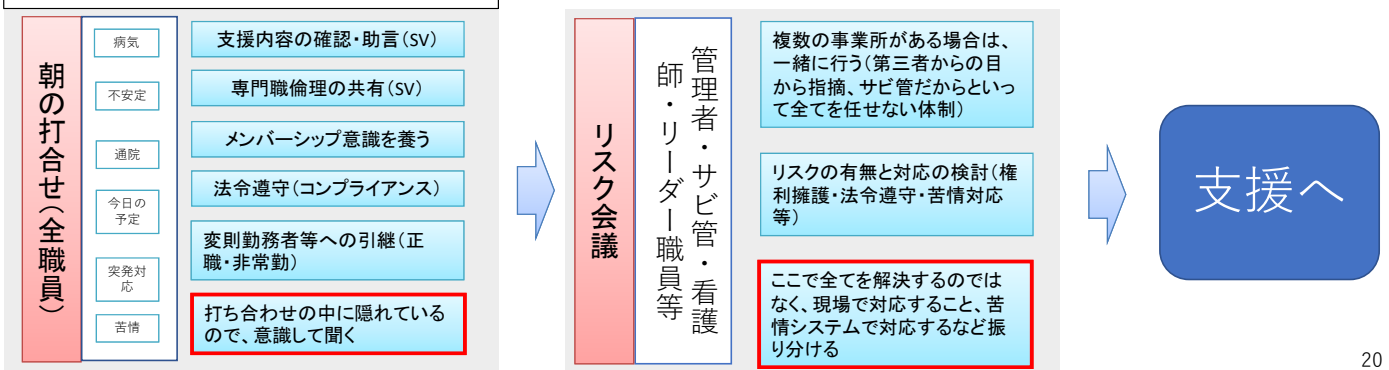 朝の打合せ（全職員）
病気
不安定
通院
今日の
予定
突発対
応
苦情
支援内容の確認・助言（SV）
専門職倫理の共有（SV）
メンバーシップ意識を養う
法令遵守（コンプライアンス）
変則勤務者等への引継（正
職・非常勤）
打ち合わせの中に隠れている
ので、意識して聞く
リスク会議
管理者・サビ管・看護
師・リーダー職員等
複数の事業所がある場合は、
一緒に行う（第三者からの目
から指摘、サビ管だからといっ
て全てを任せない体制）
リスクの有無と対応の検討（権
利擁護・法令遵守・苦情対応
等）
ここで全てを解決するのでは
なく、現場で対応すること、苦
情システムで対応するなど振
り分ける
支援へ
20